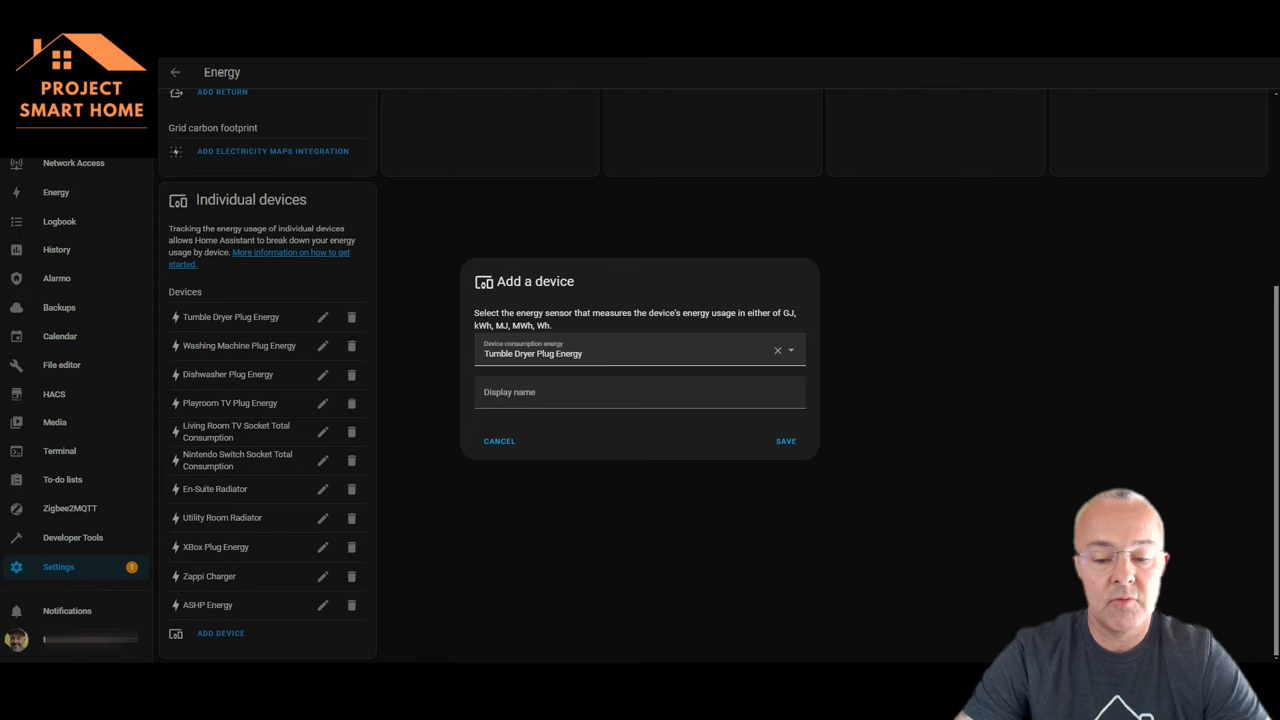 PROJECT
SMART HOME
Network Access
Energy
Logbook
History
Alarmo
Backups
Calendar
File editor
HACS
Media
Terminal
To-do lists
Zigbee2MQTT
Developer Tools
Settings
1
Notifications
Energy
ADD RETURN
Grid carbon footprint
ADD ELECTRICITY MAPS INTEGRATION
Individual devices
Tracking the energy usage of individual devices
allows Home Assistant to break down your energy
usage by device. More information on how to get
started.
Devices
Tumble Dryer Plug Energy
Washing Machine Plug Energy
Dishwasher Plug Energy
Playroom TV Plug Energy
Living Room TV Socket Total
Consumption
Nintendo Switch Socket Total
Consumption
En-Suite Radiator
Utility Room Radiator
XBox Plug Energy
Zappi Charger
ASHP Energy
ADD DEVICE
Add a device
Select the energy sensor that measures the device's energy usage in either of GJ,
kWh, MJ, MWh, Wh.
Device consumption energy
Tumble Dryer Plug Energy
Display name
CANCEL
SAVE